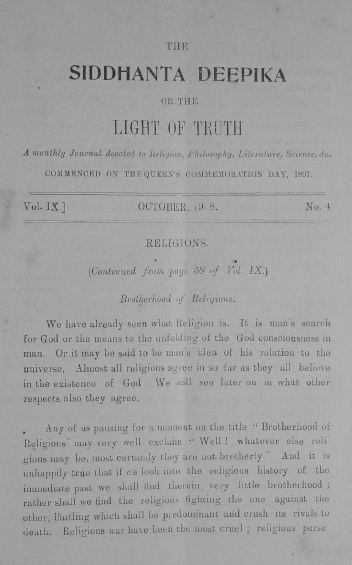 THE
SIDDHANTA DEEPIKA
OR THE
LIGHT OF TRUTH
A monthly Journal devoted to Religion, Philosophy, Literature, Science, &c.
COMMENCED ON THE QUEEN'S COMMEMORATION DAY, 1897.
Vol. IX.] OCTOBER, 19 8. No. 4
RELIGIONS.
(Continued from page 58 of Vol. IX.)
Brotherhood of Religions.
We have already seen what Religion is. It is man's search
for God or the means to the unfolding of the God consciousness in
man. Or it may be said to be man's idea of his relation to the
universe. Almost all religions agree in so far as they all believe
in the existence of God We will see later on in what other
respects also they agree.
Any of us pausing for a moment on the title " Brotherhood of
Religions" may very well exclaim " Well ! whatever else reli
gions may be, most certainly they are not brotherly " And it is
unhappily true that if we look into the religious history of the
immediate past we shall find therein very little brotherhood ;
rather shall we find the religions fighting the one against the
other, battling which shall be predominant and crush its rivals to
death. Religious war have been the most cruel ; religious perse